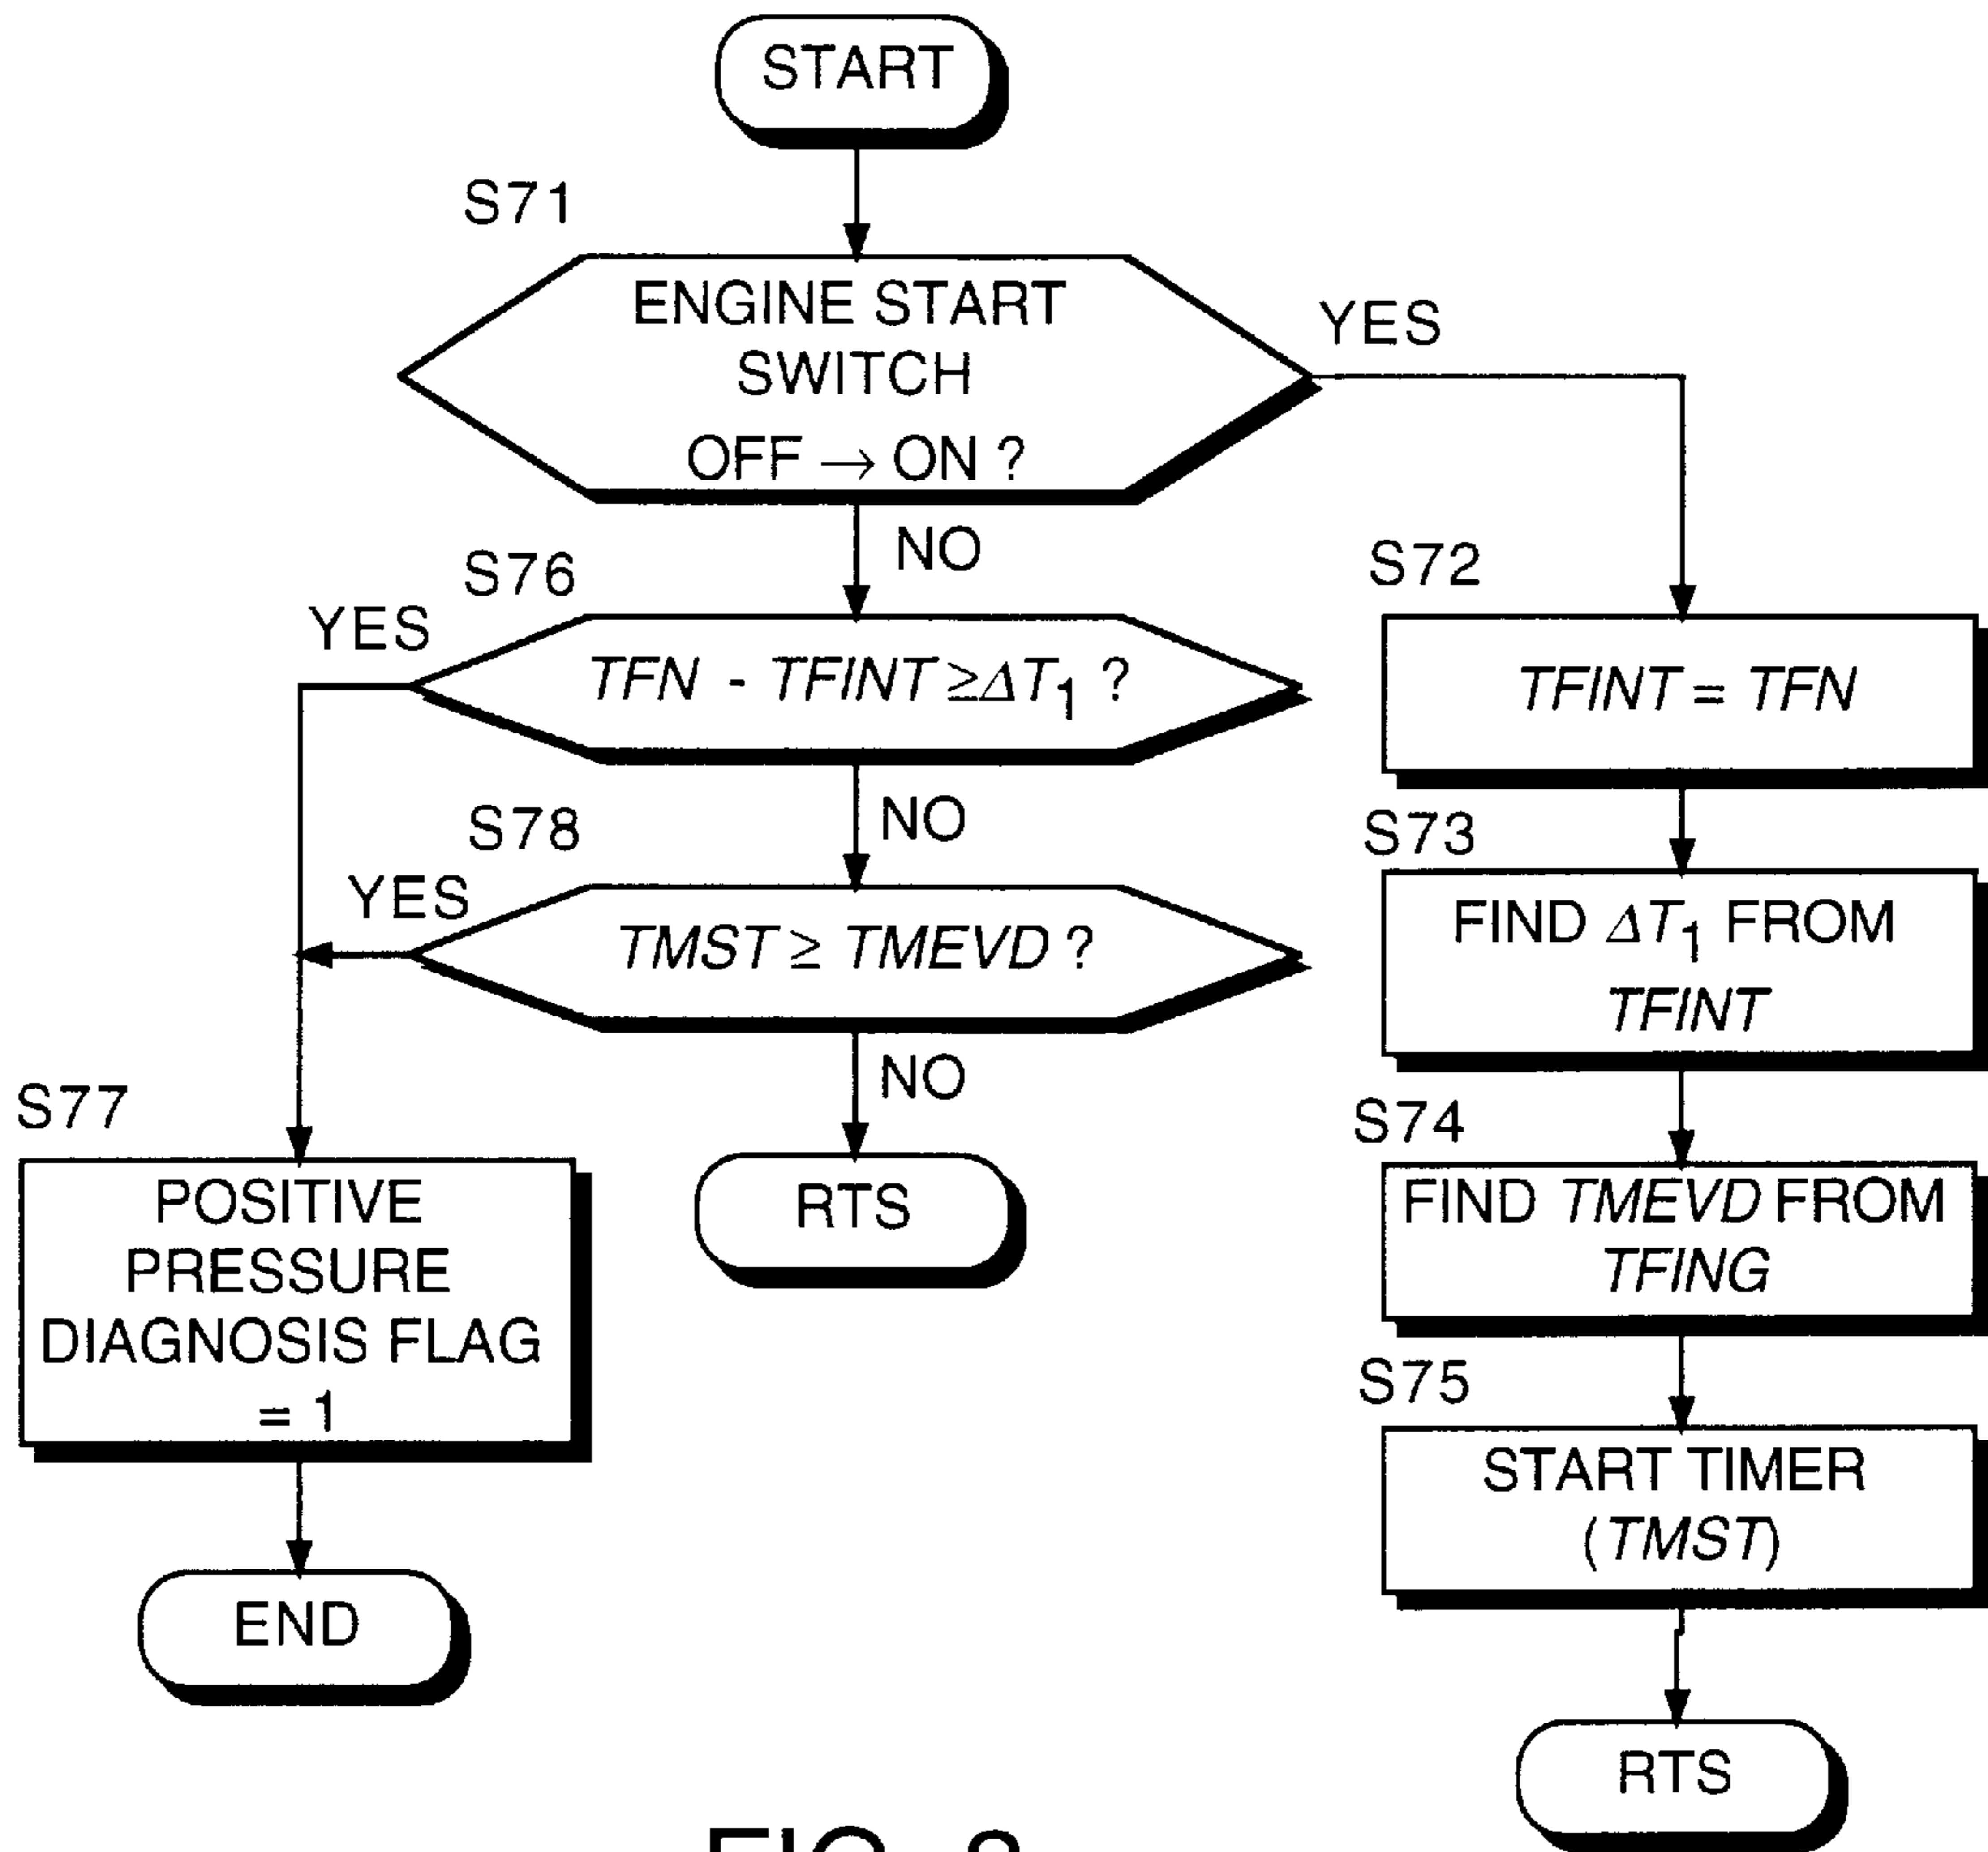 START
S71
ENGINE START
SWITCH
OFF → ON ?
YES
NO
S76
YES
TFN - TFINT ≥ ΔT1 ?
NO
S78
YES
TMST ≥ TMEVD ?
NO
RTS
S77
POSITIVE
PRESSURE
DIAGNOSIS FLAG
= 1
END
S72
TFINT = TFN
S73
FIND ΔT1 FROM
TFINT
S74
FIND TMEVD FROM
TFING
S75
START TIMER
(TMST)
RTS